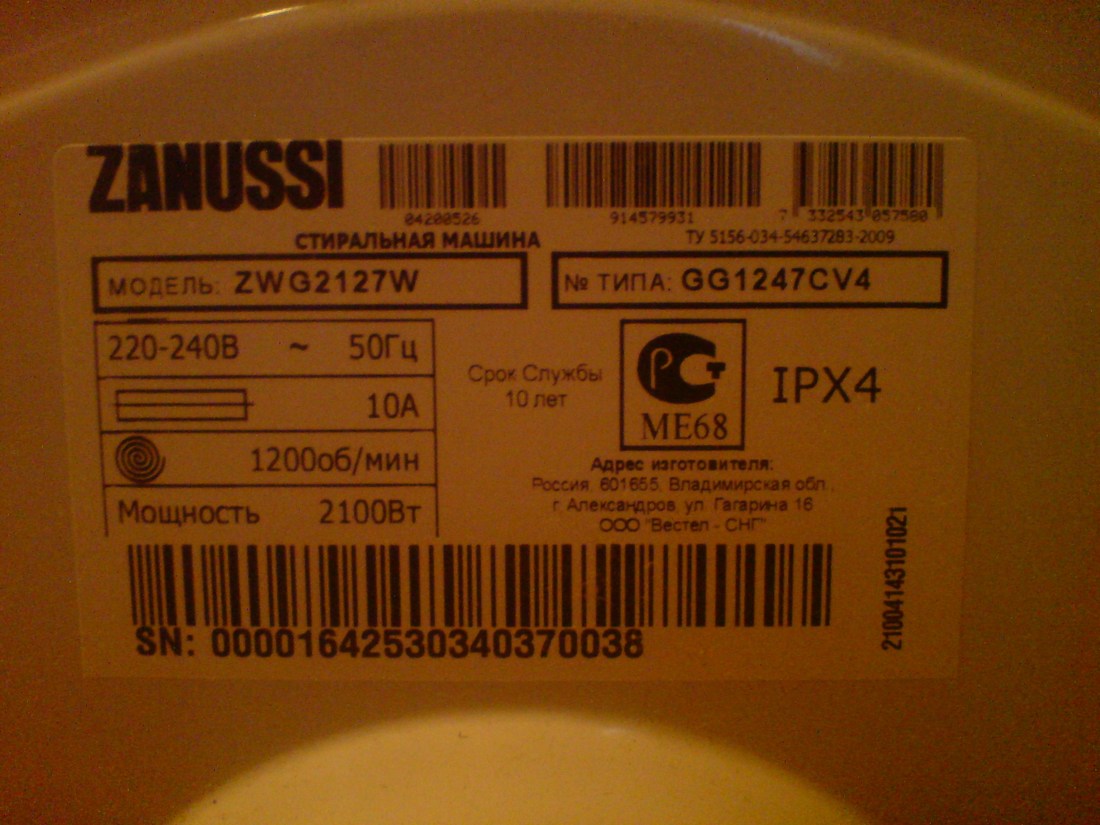 ZANUSSI
04200526
914579931
7 332543 057580
СТИРАЛЬНАЯ МАШИНА
ТУ 5156-034-54637283-2009
МОДЕЛЬ: ZWG2127W
№ ТИПА: GG1247CV4
220-240В ~ 50Гц
10А
1200об/мин
Мощность 2100Вт
Срок Службы
10 лет
РСТ
МЕ68
IPX4
Адрес изготовителя:
Россия, 601655, Владимирская обл.,
г. Александров, ул. Гагарина 16
ООО "Вестел - СНГ"
SN: 00001642530340370038
21004143101021